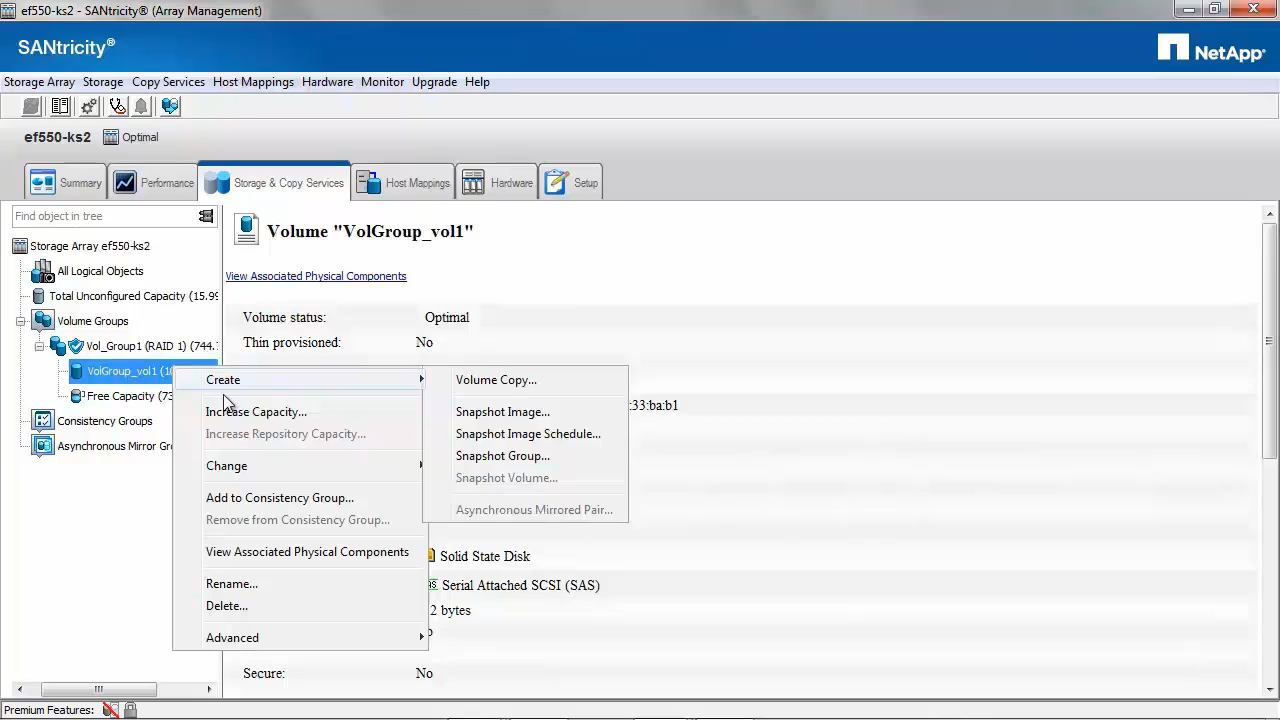 ef550-ks2 - SANtricity® (Array Management)
SANtricity®
NetApp®
Storage Array Storage Copy Services Host Mappings Hardware Monitor Upgrade Help
ef550-ks2 Optimal
Summary Performance Storage & Copy Services Host Mappings Hardware Setup
Find object in tree
Storage Array ef550-ks2
All Logical Objects
Total Unconfigured Capacity (15.99
Volume Groups
Vol_Group1 (RAID 1) (744.
VolGroup_vol1 (10
Free Capacity (73
Consistency Groups
Asynchronous Mirror Gro
Volume "VolGroup_vol1"
View Associated Physical Components
Volume status: Optimal
Thin provisioned: No
:33:ba:b1
Solid State Disk
Serial Attached SCSI (SAS)
2 bytes
Secure: No
Create
Increase Capacity...
Increase Repository Capacity...
Change
Add to Consistency Group...
Remove from Consistency Group...
View Associated Physical Components
Rename...
Delete...
Advanced
Volume Copy...
Snapshot Image...
Snapshot Image Schedule...
Snapshot Group...
Snapshot Volume...
Asynchronous Mirrored Pair...
Premium Features: